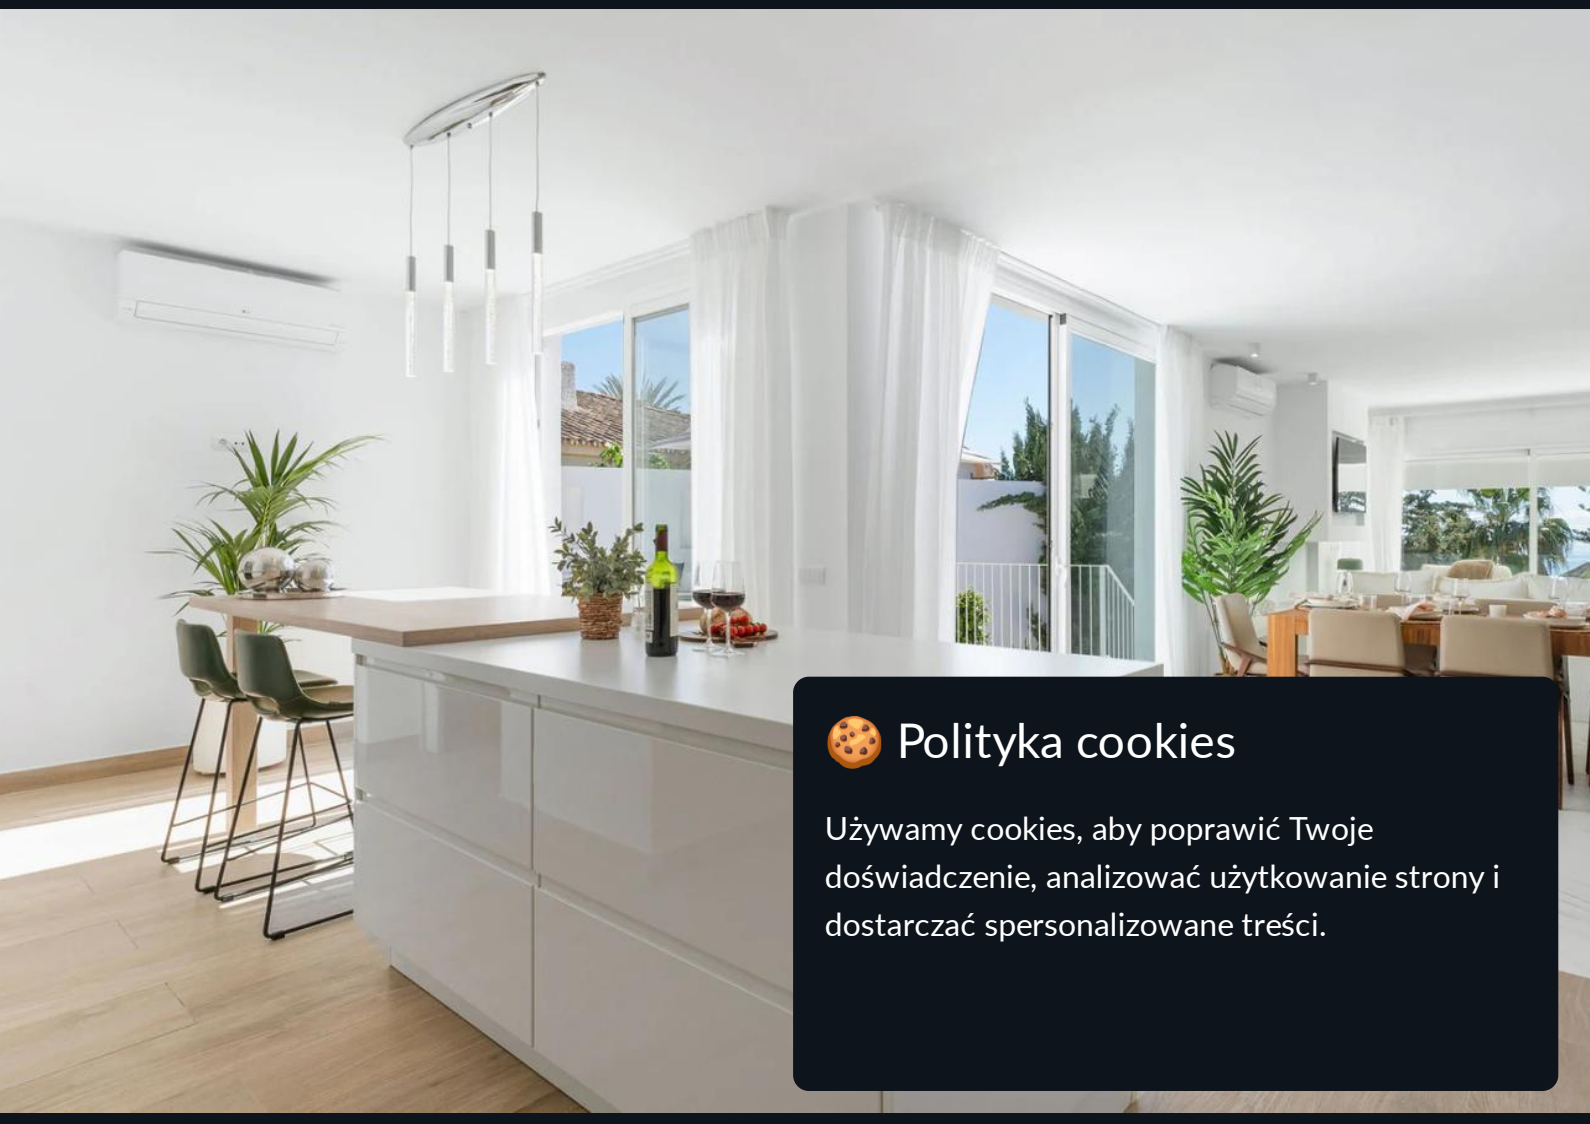 🍪 Polityka cookies
Używamy cookies, aby poprawić Twoje
doświadczenie, analizować użytkowanie strony i
dostarczać spersonalizowane treści.